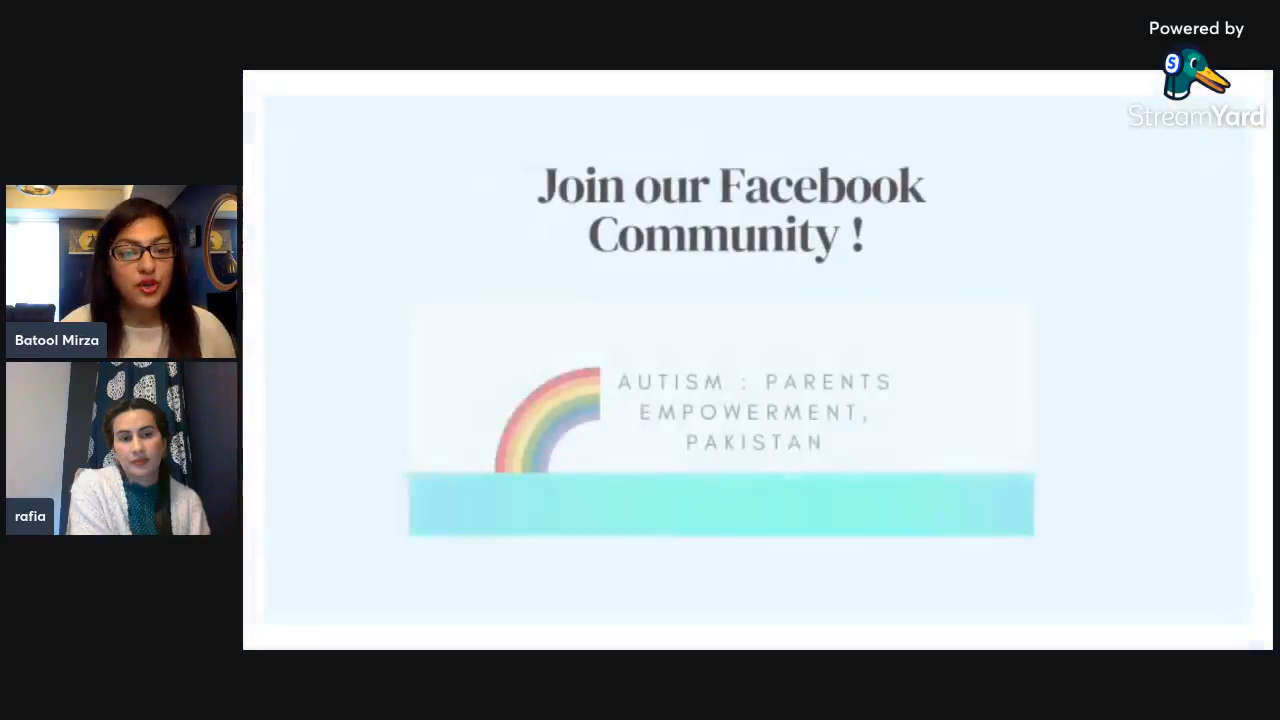 Powered by
S
StreamYard
Join our Facebook
Community !
AUTISM : PARENTS
EMPOWERMENT,
PAKISTAN
Batool Mirza
rafia